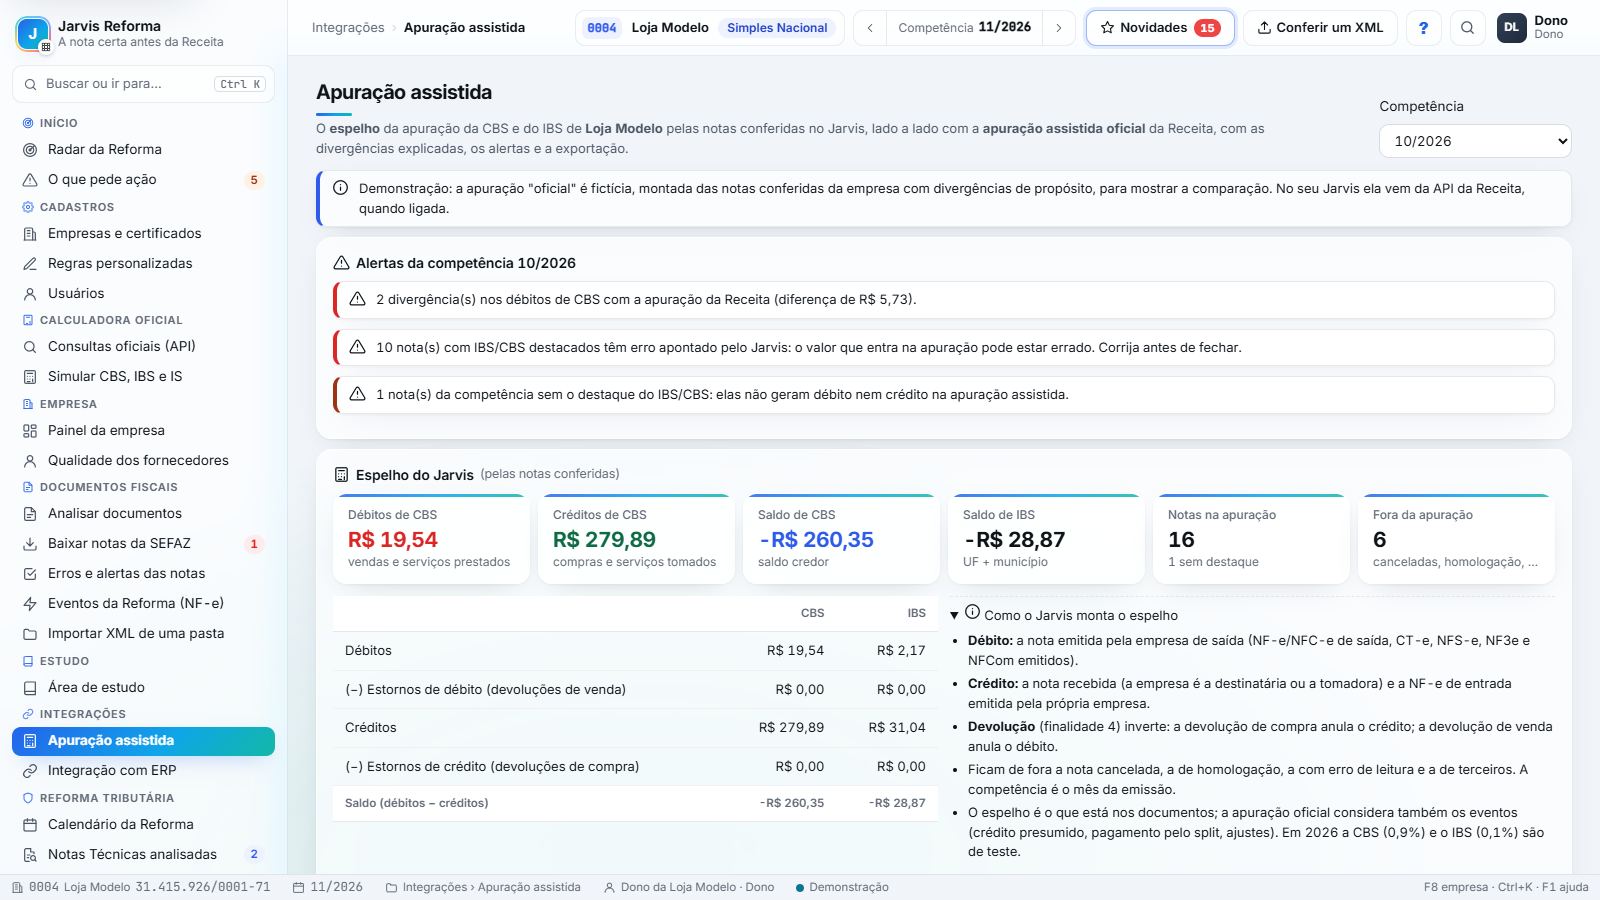 J
Jarvis Reforma
A nota certa antes da Receita
Buscar ou ir para...
Ctrl K
INÍCIO
Radar da Reforma
O que pede ação
5
CADASTROS
Empresas e certificados
Regras personalizadas
Usuários
CALCULADORA OFICIAL
Consultas oficiais (API)
Simular CBS, IBS e IS
EMPRESA
Painel da empresa
Qualidade dos fornecedores
DOCUMENTOS FISCAIS
Analisar documentos
Baixar notas da SEFAZ
1
Erros e alertas das notas
Eventos da Reforma (NF-e)
Importar XML de uma pasta
ESTUDO
Área de estudo
INTEGRAÇÕES
Apuração assistida
Integração com ERP
REFORMA TRIBUTÁRIA
Calendário da Reforma
Notas Técnicas analisadas
2
Integrações › Apuração assistida
0004 Loja Modelo Simples Nacional
‹ Competência 11/2026 ›
Novidades 15
Conferir um XML
?
DL
Dono
Dono
Apuração assistida
O espelho da apuração da CBS e do IBS de Loja Modelo pelas notas conferidas no Jarvis, lado a lado com a apuração assistida oficial da Receita, com as
divergências explicadas, os alertas e a exportação.
Competência
10/2026
Demonstração: a apuração "oficial" é fictícia, montada das notas conferidas da empresa com divergências de propósito, para mostrar a comparação. No seu Jarvis ela vem da API da Receita,
quando ligada.
Alertas da competência 10/2026
2 divergência(s) nos débitos de CBS com a apuração da Receita (diferença de R$ 5,73).
10 nota(s) com IBS/CBS destacados têm erro apontado pelo Jarvis: o valor que entra na apuração pode estar errado. Corrija antes de fechar.
1 nota(s) da competência sem o destaque do IBS/CBS: elas não geram débito nem crédito na apuração assistida.
Espelho do Jarvis (pelas notas conferidas)
Débitos de CBS
R$ 19,54
vendas e serviços prestados
Créditos de CBS
R$ 279,89
compras e serviços tomados
Saldo de CBS
-R$ 260,35
saldo credor
Saldo de IBS
-R$ 28,87
UF + município
Notas na apuração
16
1 sem destaque
Fora da apuração
6
canceladas, homologação, ...
CBS IBS
Débitos R$ 19,54 R$ 2,17
(−) Estornos de débito (devoluções de venda) R$ 0,00 R$ 0,00
Créditos R$ 279,89 R$ 31,04
(−) Estornos de crédito (devoluções de compra) R$ 0,00 R$ 0,00
Saldo (débitos − créditos) -R$ 260,35 -R$ 28,87
▼ Como o Jarvis monta o espelho
• Débito: a nota emitida pela empresa de saída (NF-e/NFC-e de saída, CT-e, NFS-e, NF3e e
NFCom emitidos).
• Crédito: a nota recebida (a empresa é a destinatária ou a tomadora) e a NF-e de entrada
emitida pela própria empresa.
• Devolução (finalidade 4) inverte: a devolução de compra anula o crédito; a devolução de venda
anula o débito.
• Ficam de fora a nota cancelada, a de homologação, a com erro de leitura e a de terceiros. A
competência é o mês da emissão.
• O espelho é o que está nos documentos; a apuração oficial considera também os eventos
(crédito presumido, pagamento pelo split, ajustes). Em 2026 a CBS (0,9%) e o IBS (0,1%) são
de teste.
0004 Loja Modelo 31.415.926/0001-71
11/2026
Integrações › Apuração assistida
Dono da Loja Modelo · Dono
Demonstração
F8 empresa · Ctrl+K · F1 ajuda